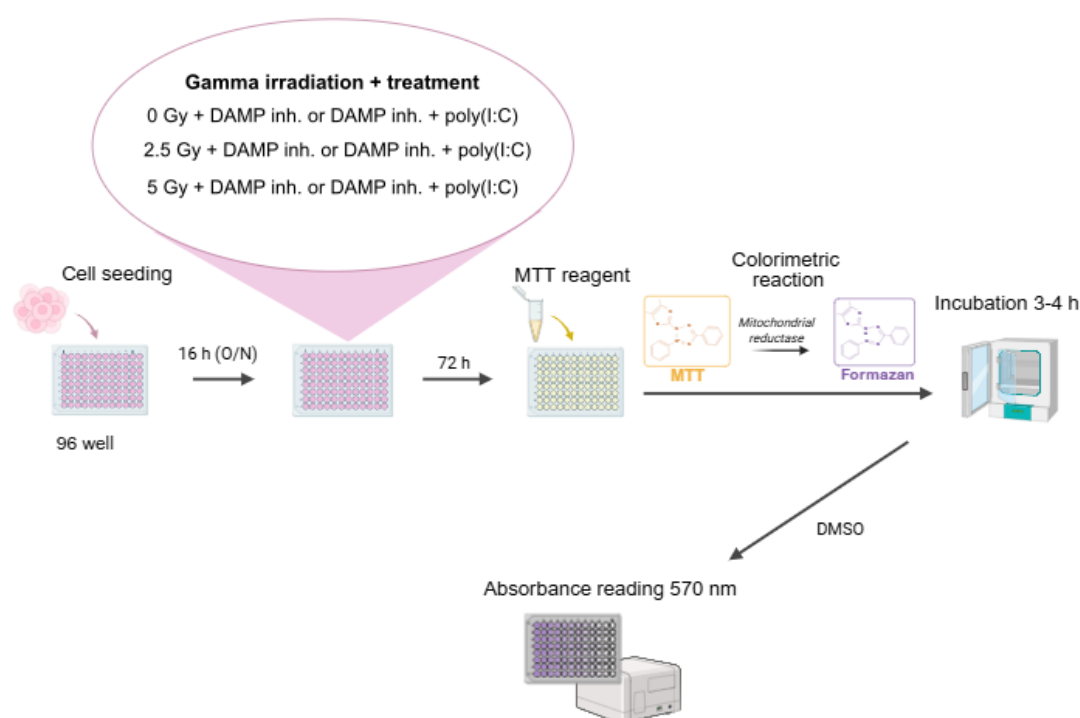 Gamma irradiation + treatment
0 Gy + DAMP inh. or DAMP inh. + poly(I:C)
2.5 Gy + DAMP inh. or DAMP inh. + poly(I:C)
5 Gy + DAMP inh. or DAMP inh. + poly(I:C)
Cell seeding
96 well
16 h (O/N)
72 h
MTT reagent
Colorimetric
reaction
MTT
Mitochondrial
reductase
Formazan
Incubation 3-4 h
DMSO
Absorbance reading 570 nm